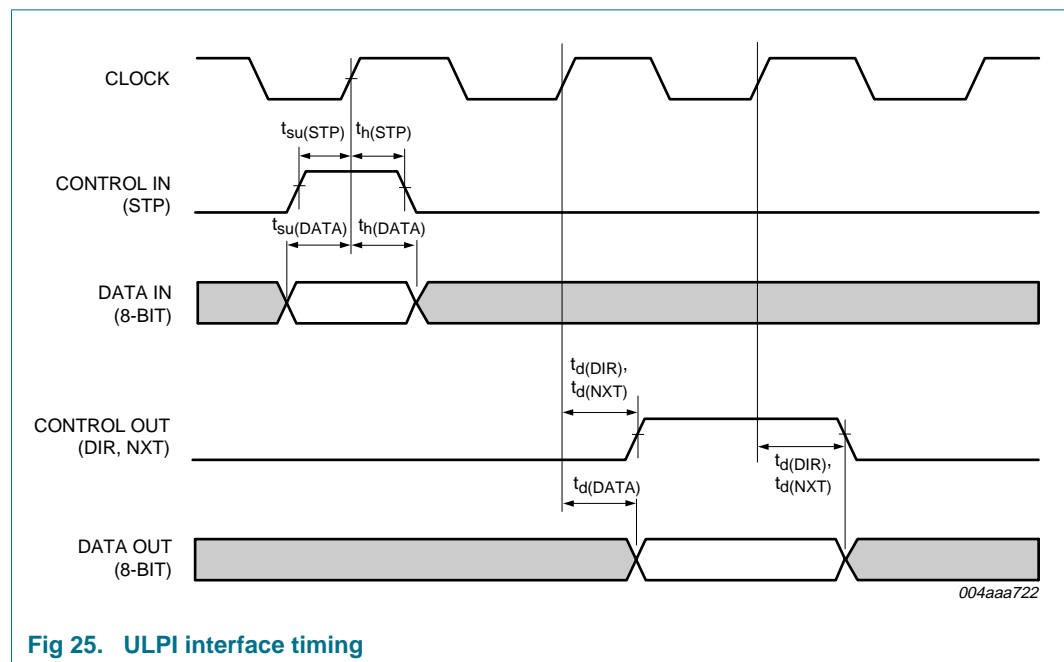 CLOCK
tsu(STP) th(STP)
CONTROL IN
(STP)
tsu(DATA) th(DATA)
DATA IN
(8-BIT)
td(DIR),
td(NXT)
CONTROL OUT
(DIR, NXT)
td(DIR),
td(NXT)
td(DATA)
DATA OUT
(8-BIT)
004aaa722
Fig 25. ULPI interface timing